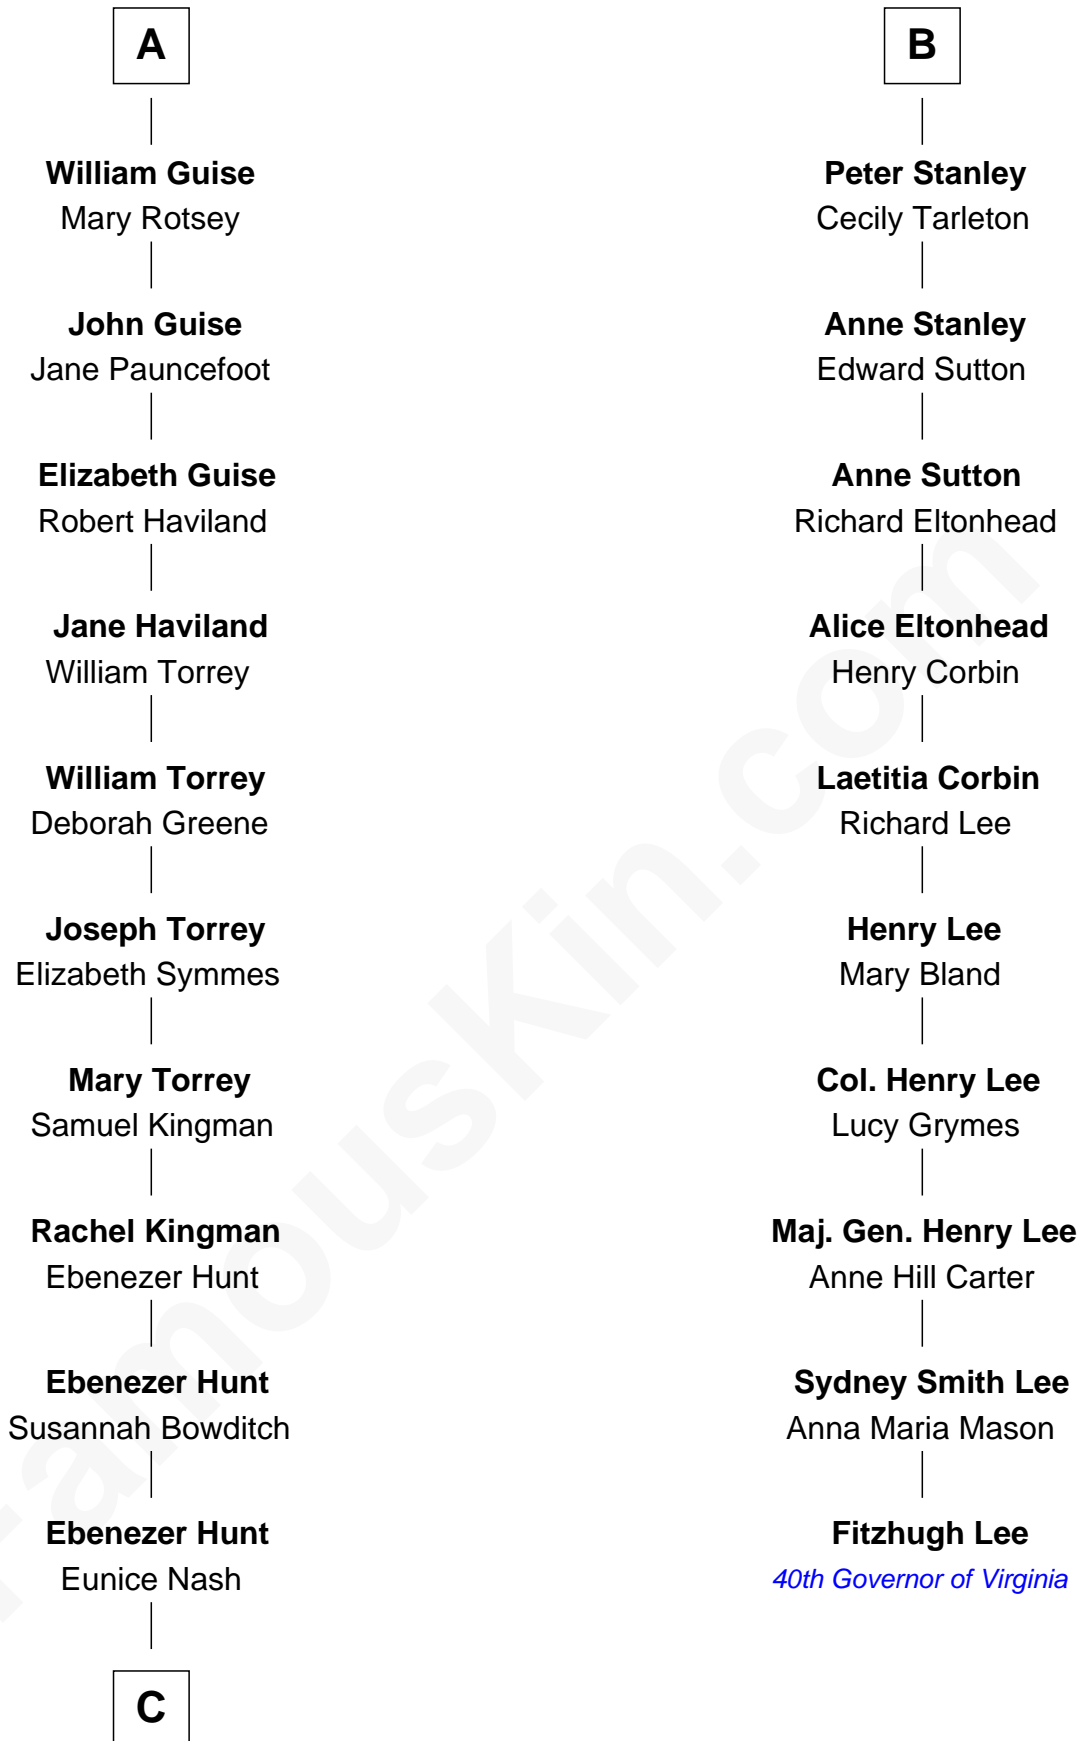 A
William Guise
Mary Rotsey
John Guise
Jane Pauncefoot
Elizabeth Guise
Robert Haviland
Jane Haviland
William Torrey
William Torrey
Deborah Greene
Joseph Torrey
Elizabeth Symmes
Mary Torrey
Samuel Kingman
Rachel Kingman
Ebenezer Hunt
Ebenezer Hunt
Susannah Bowditch
Ebenezer Hunt
Eunice Nash
C
B
Peter Stanley
Cecily Tarleton
Anne Stanley
Edward Sutton
Anne Sutton
Richard Eltonhead
Alice Eltonhead
Henry Corbin
Laetitia Corbin
Richard Lee
Henry Lee
Mary Bland
Col. Henry Lee
Lucy Grymes
Maj. Gen. Henry Lee
Anne Hill Carter
Sydney Smith Lee
Anna Maria Mason
Fitzhugh Lee
40th Governor of Virginia
FamousKin.com